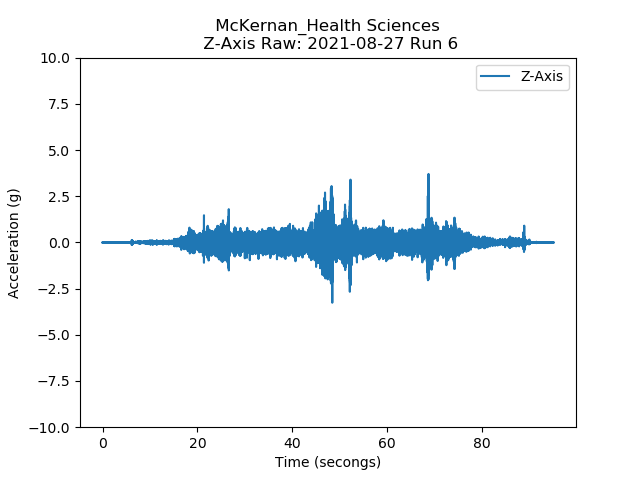 McKernan_Health Sciences
Z-Axis Raw: 2021-08-27 Run 6
Z-Axis
10.0
7.5
5.0
2.5
0.0
−2.5
−5.0
−7.5
−10.0
Acceleration (g)
0 20 40 60 80
Time (secongs)